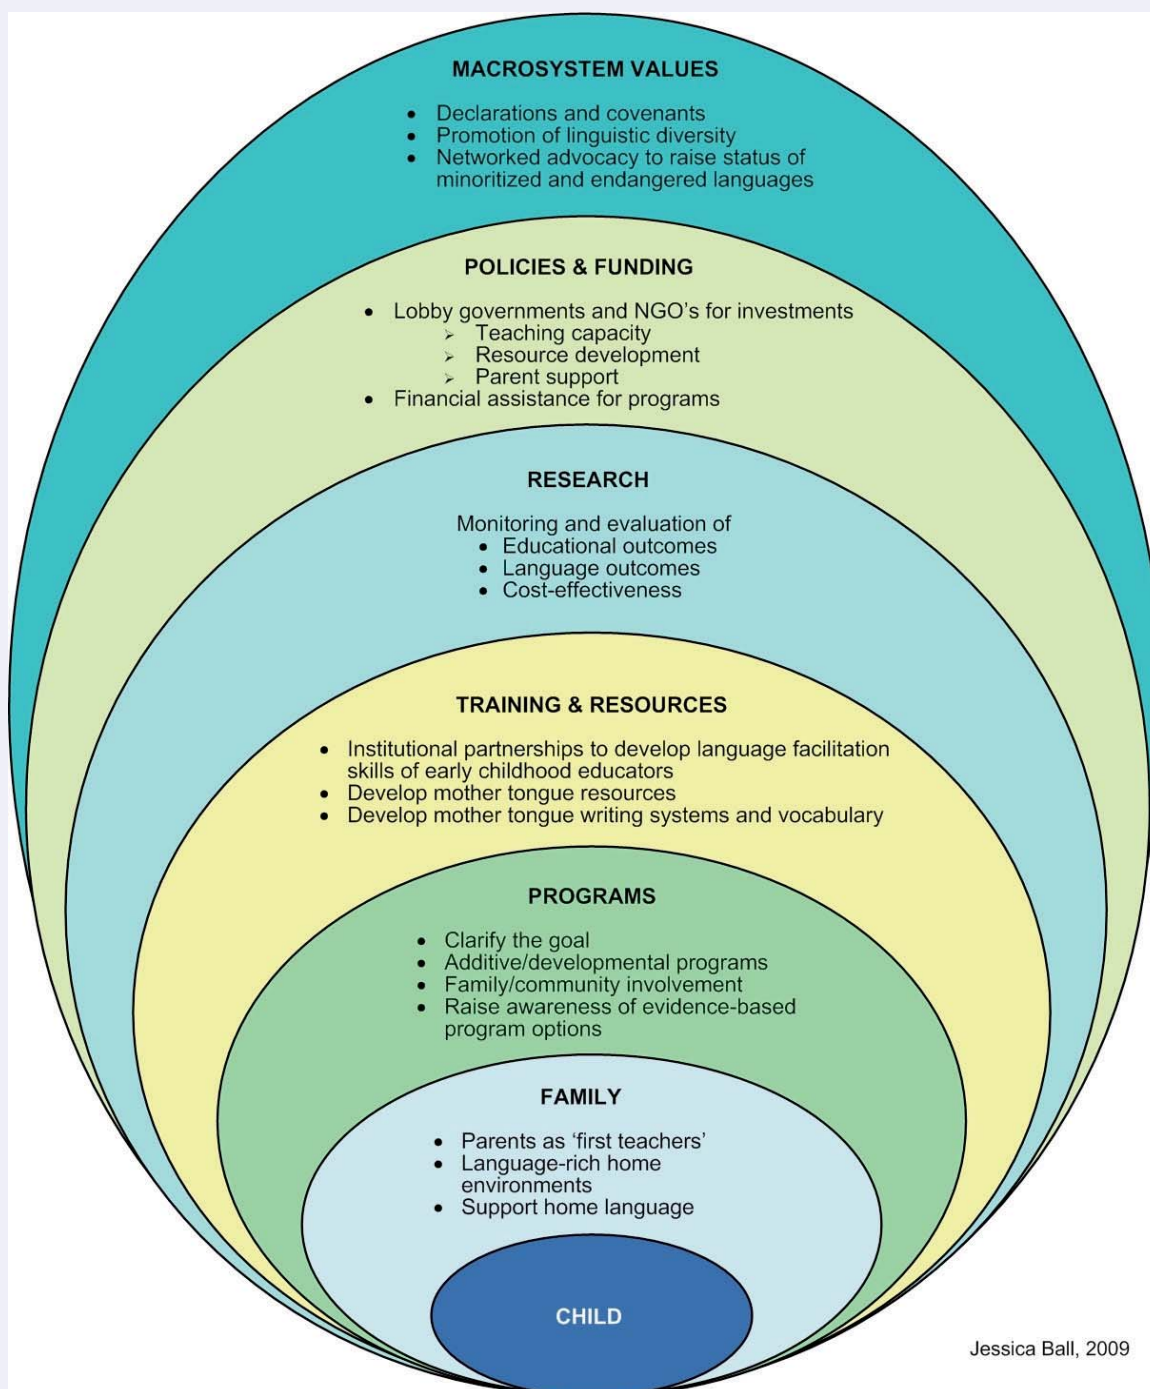 MACROSYSTEM VALUES
• Declarations and covenants
• Promotion of linguistic diversity
• Networked advocacy to raise status of
minoritized and endangered languages
POLICIES & FUNDING
• Lobby governments and NGO's for investments
➢ Teaching capacity
➢ Resource development
➢ Parent support
• Financial assistance for programs
RESEARCH
Monitoring and evaluation of
• Educational outcomes
• Language outcomes
• Cost-effectiveness
TRAINING & RESOURCES
• Institutional partnerships to develop language facilitation
skills of early childhood educators
• Develop mother tongue resources
• Develop mother tongue writing systems and vocabulary
PROGRAMS
• Clarify the goal
• Additive/developmental programs
• Family/community involvement
• Raise awareness of evidence-based
program options
FAMILY
• Parents as ‘first teachers’
• Language-rich home
environments
• Support home language
CHILD
Jessica Ball, 2009